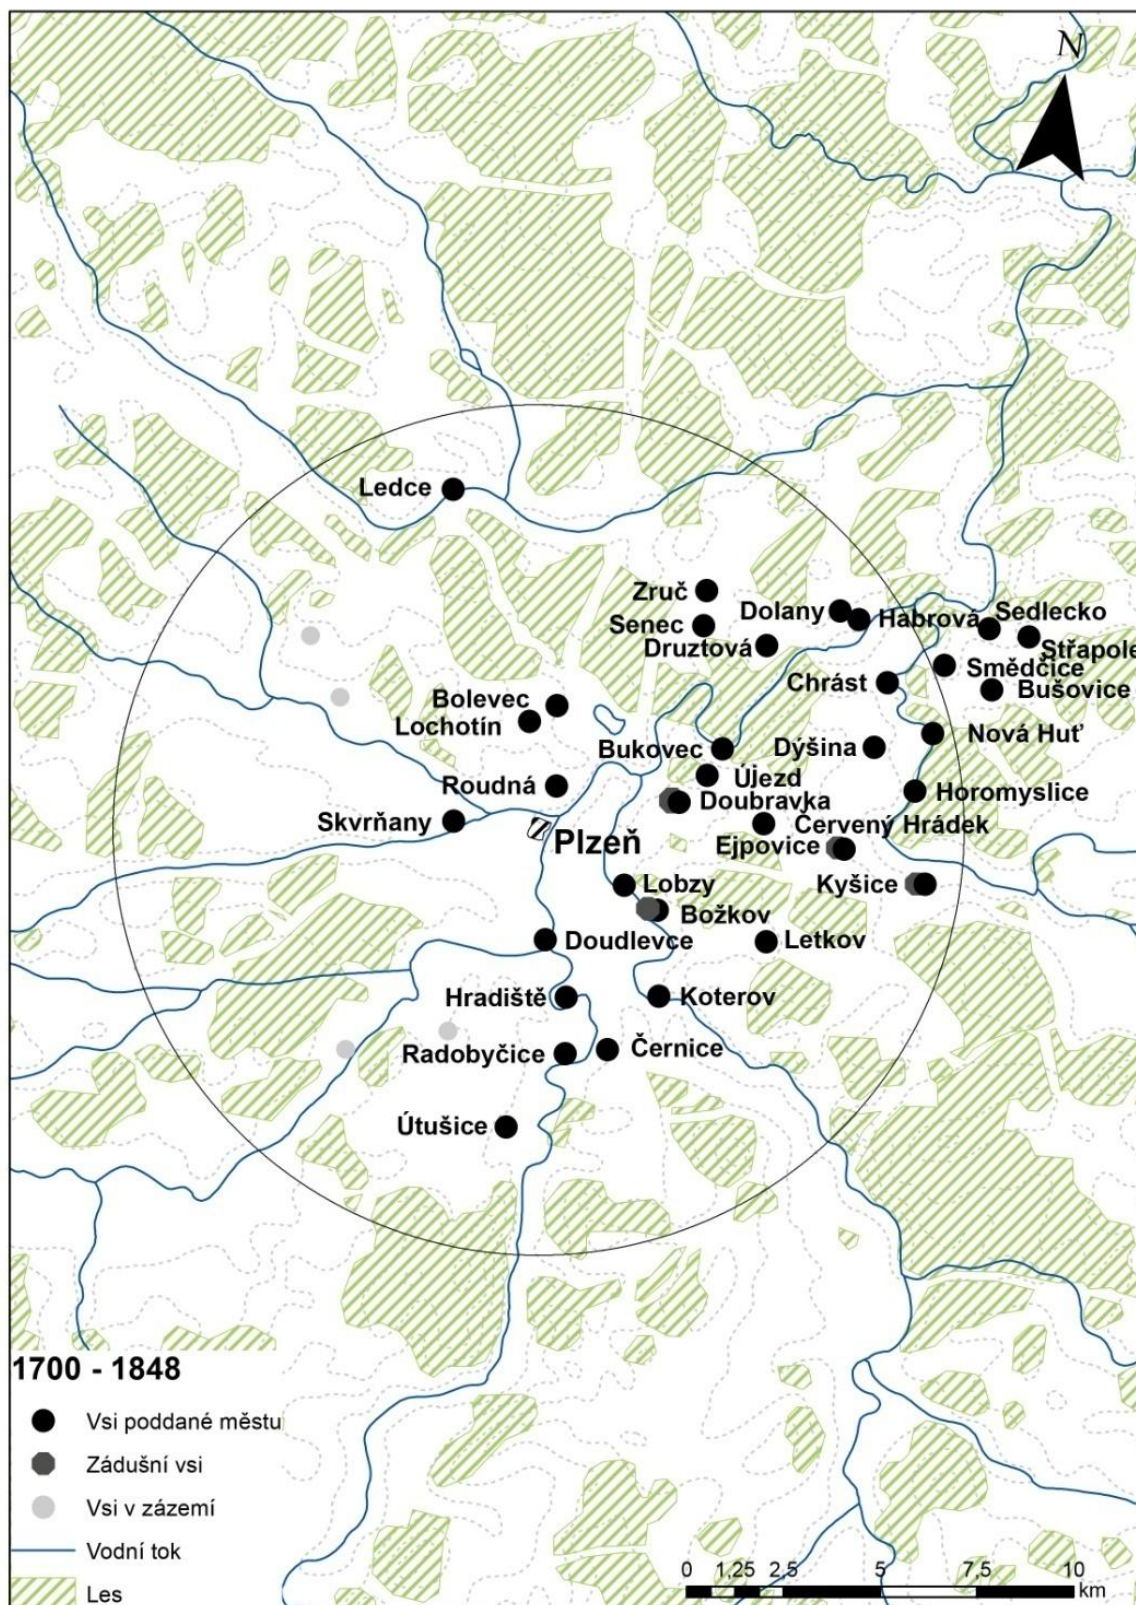 N
Ledce
Zruč
Dolany
Habrová
Sedlecko
Senec
Střapole
Druztová
Smědčice
Chrást
Bušovice
Bolevec
Lochotín
Nová Huť
Bukovec
Dýšina
Újezd
Roudná
Horomyslice
Doubravka
Skvrňany
Červený Hrádek
Plzeň
Ejpovice
Lobzy
Kyšice
Božkov
Doudlevce
Letkov
Hradiště
Koterov
Radobyčice
Černice
Útušice
1700 - 1848
Vsi poddané městu
Zádušní vsi
Vsi v zázemí
Vodní tok
Les
0 1,25 2,5 5 7,5 10
km